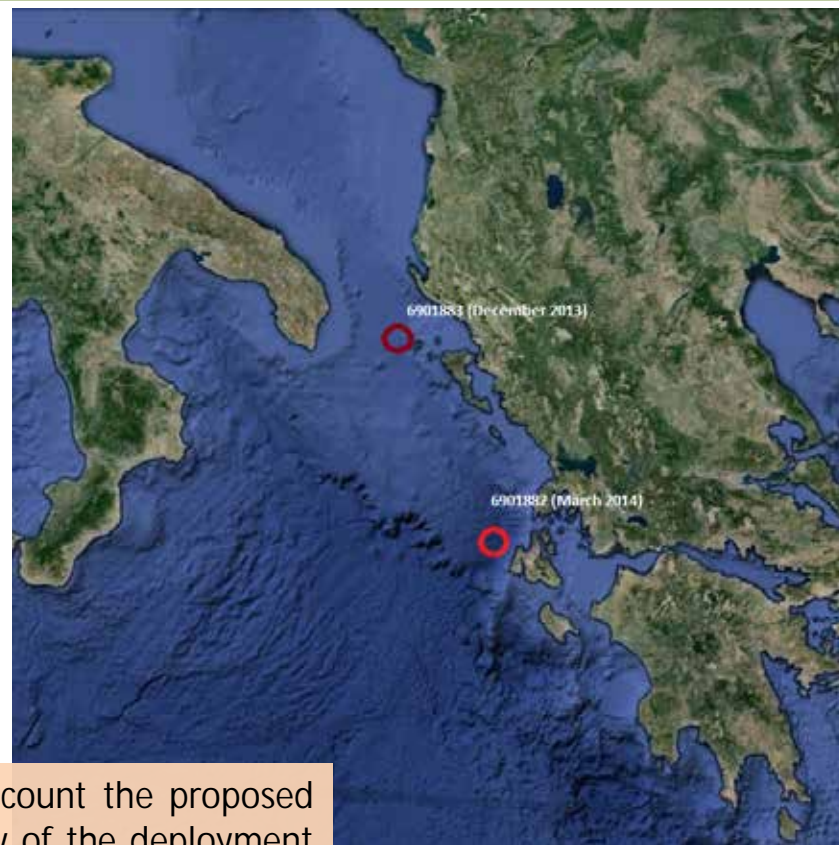 6901883 (December 2013)
6901882 (March 2014)
count the proposed
of the deployment